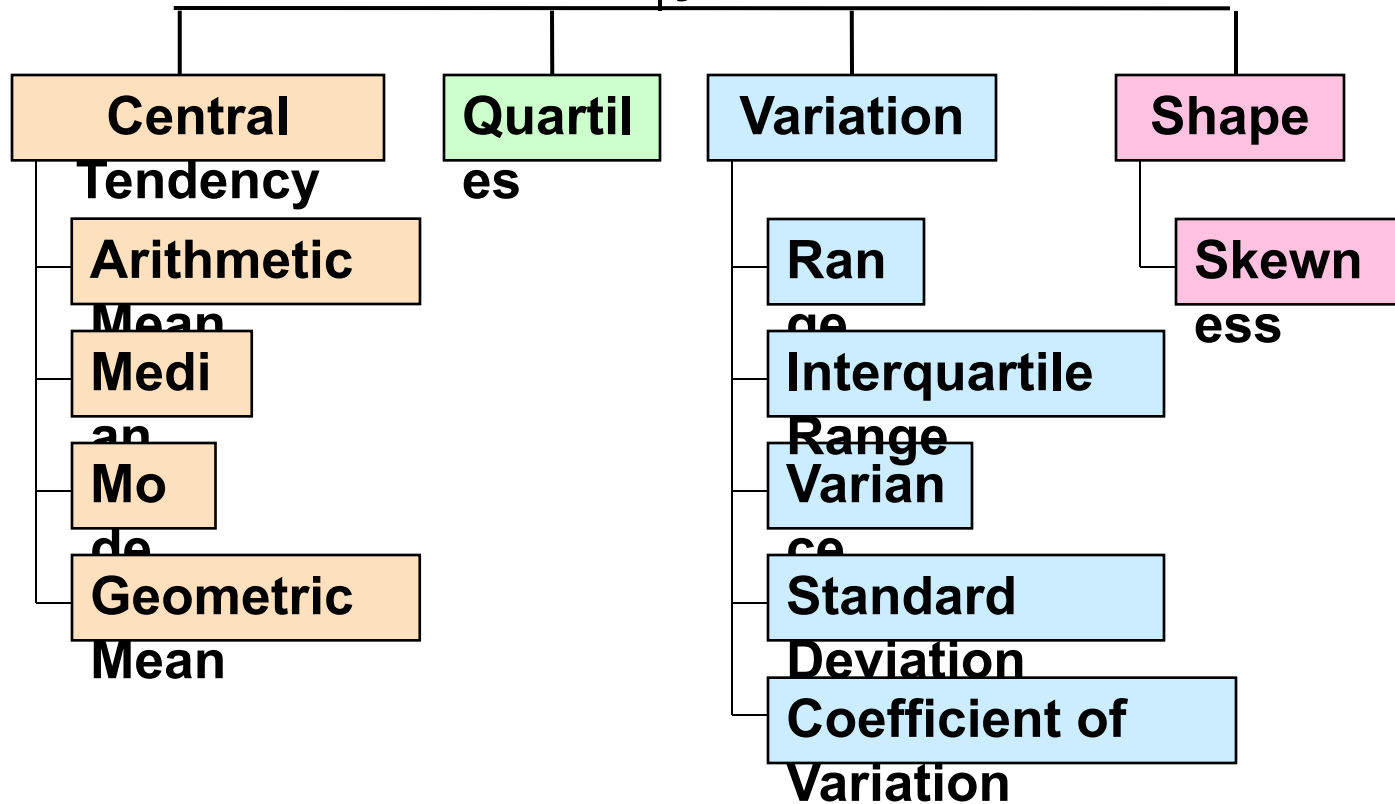 Central
Tendency
Quartil
es
Variation
Shape
Arithmetic
Mean
Medi
an
Mo
de
Geometric
Mean
Ran
ge
Interquartile
Range
Varian
ce
Standard
Deviation
Coefficient of
Variation
Skewn
ess